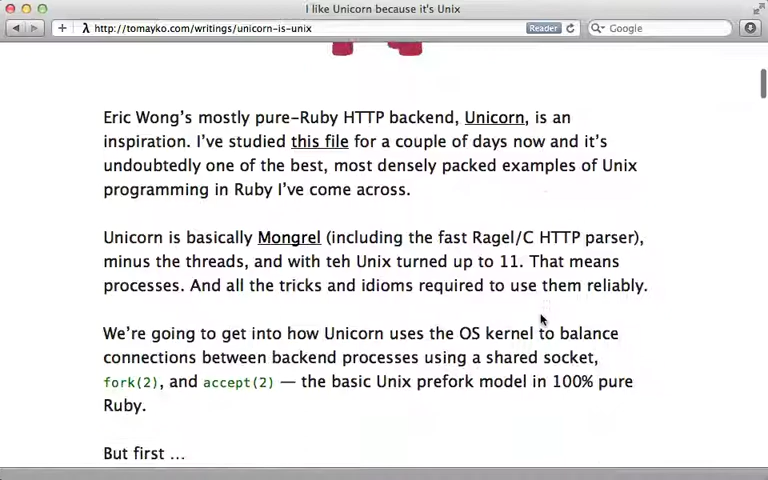 I like Unicorn because it's Unix
http://tomayko.com/writings/unicorn-is-unix
Reader
Google
Eric Wong's mostly pure-Ruby HTTP backend, Unicorn, is an
inspiration. I've studied this file for a couple of days now and it's
undoubtedly one of the best, most densely packed examples of Unix
programming in Ruby I've come across.
Unicorn is basically Mongrel (including the fast Ragel/C HTTP parser),
minus the threads, and with teh Unix turned up to 11. That means
processes. And all the tricks and idioms required to use them reliably.
We're going to get into how Unicorn uses the OS kernel to balance
connections between backend processes using a shared socket,
fork(2), and accept(2) — the basic Unix prefork model in 100% pure
Ruby.
But first …